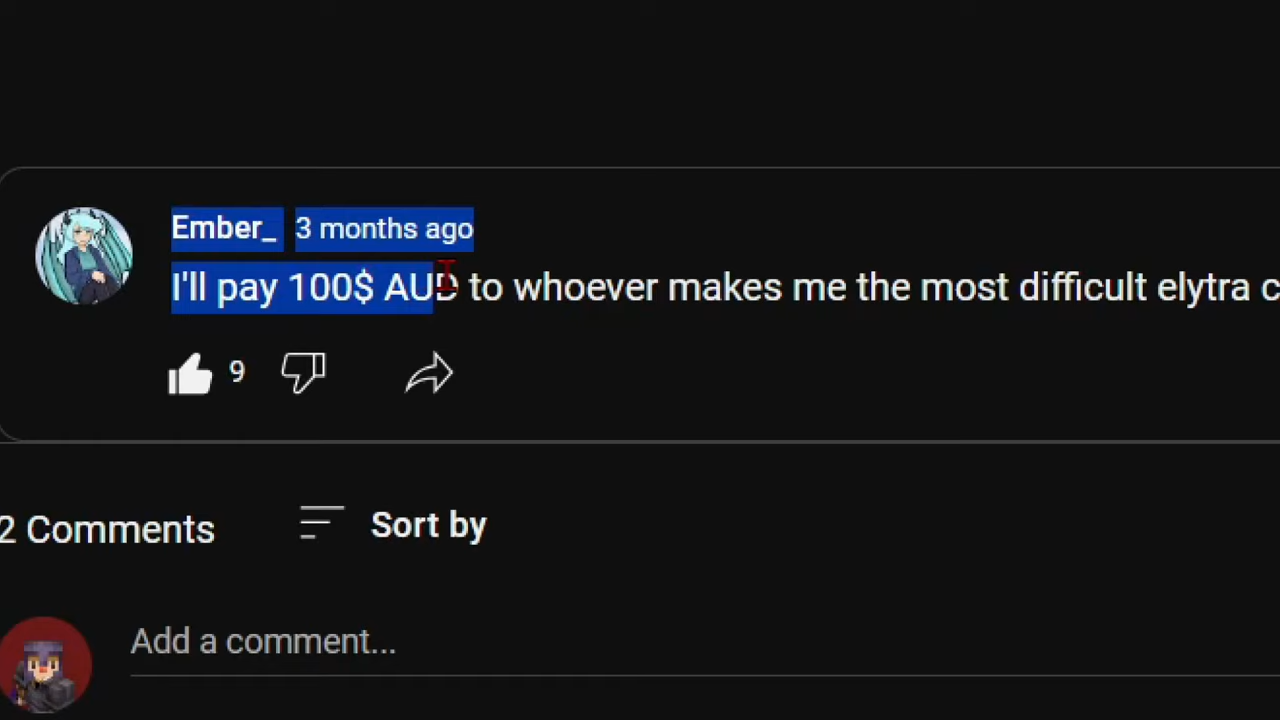 Ember_ 3 months ago
I'll pay 100$ AUD to whoever makes me the most difficult elytra c
9
2 Comments
Sort by
Add a comment...